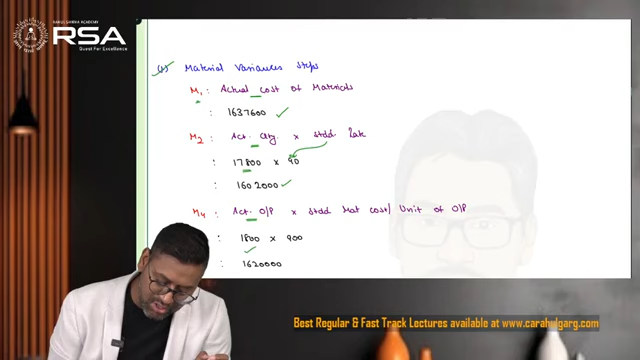 RAHUL GARG ACADEMY
RSA
Quest For Excellence
(1) Material Variances Steps
M1 : Actual Cost of Materials
: 1637600
M2 : Act. Qty. x Stdd Rate
: 17800 x 90
: 1602000
M4 : Act. O/P x Stdd Mat Cost/ Unit of O/P
: 1800 x 900
: 1620000
Best Regular & Fast Track Lectures available at www.carahulgarg.com